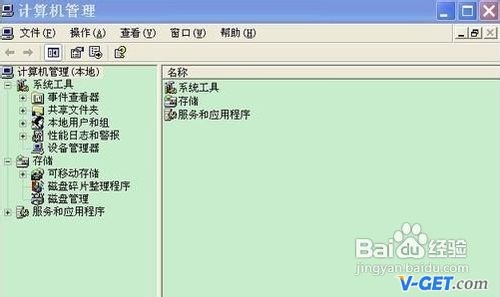 计算机管理
文件(F) 操作(A) 查看(V) 窗口(W) 帮助(H)
计算机管理(本地)
系统工具
事件查看器
共享文件夹
本地用户和组
性能日志和警报
设备管理器
存储
可移动存储
磁盘碎片整理程序
磁盘管理
服务和应用程序
名称
系统工具
存储
服务和应用程序
Baidu经验
jingyan.baidu.com
V-GET.com